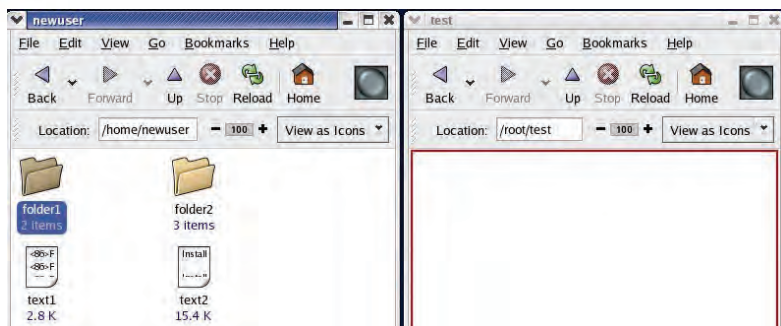 newuser
File Edit View Go Bookmarks Help
Back Forward Up Stop Reload Home
Location: /home/newuser 100 View as Icons
folder1
2 items
folder2
3 items
<86>F
<86>F
text1
2.8 K
Install
text2
15.4 K
test
File Edit View Go Bookmarks Help
Back Forward Up Stop Reload Home
Location: /root/test 100 View as Icons